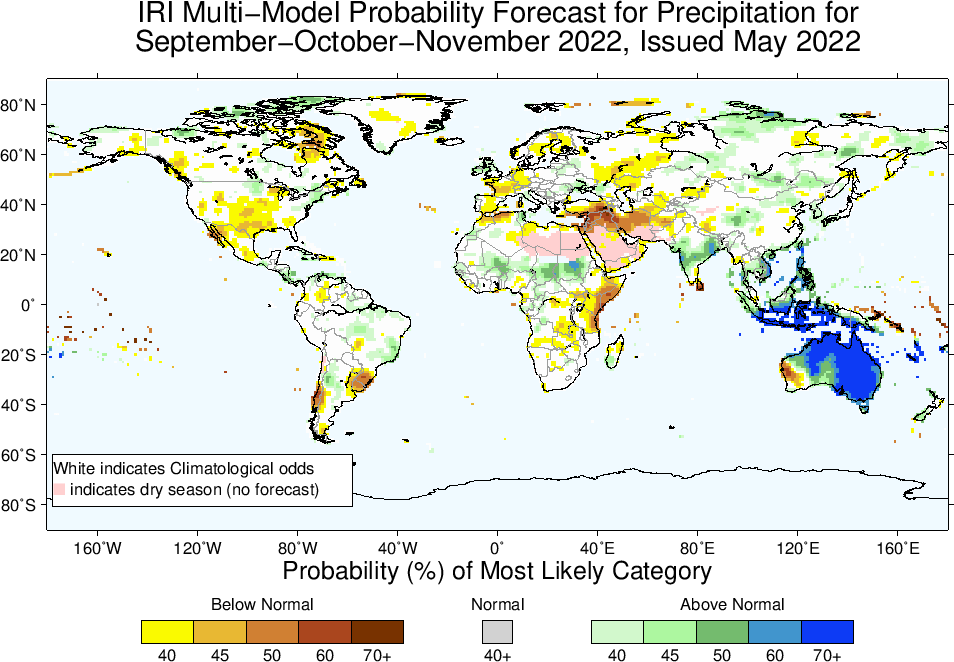 IRI Multi−Model Probability Forecast for Precipitation for
September−October−November 2022, Issued May 2022
80˚N
60˚N
40˚N
20˚N
0˚
20˚S
40˚S
60˚S
80˚S
White indicates Climatological odds
indicates dry season (no forecast)
160˚W 120˚W 80˚W 40˚W 0˚ 40˚E 80˚E 120˚E 160˚E
Probability (%) of Most Likely Category
Below Normal Normal Above Normal
40 45 50 60 70+ 40+ 40 45 50 60 70+